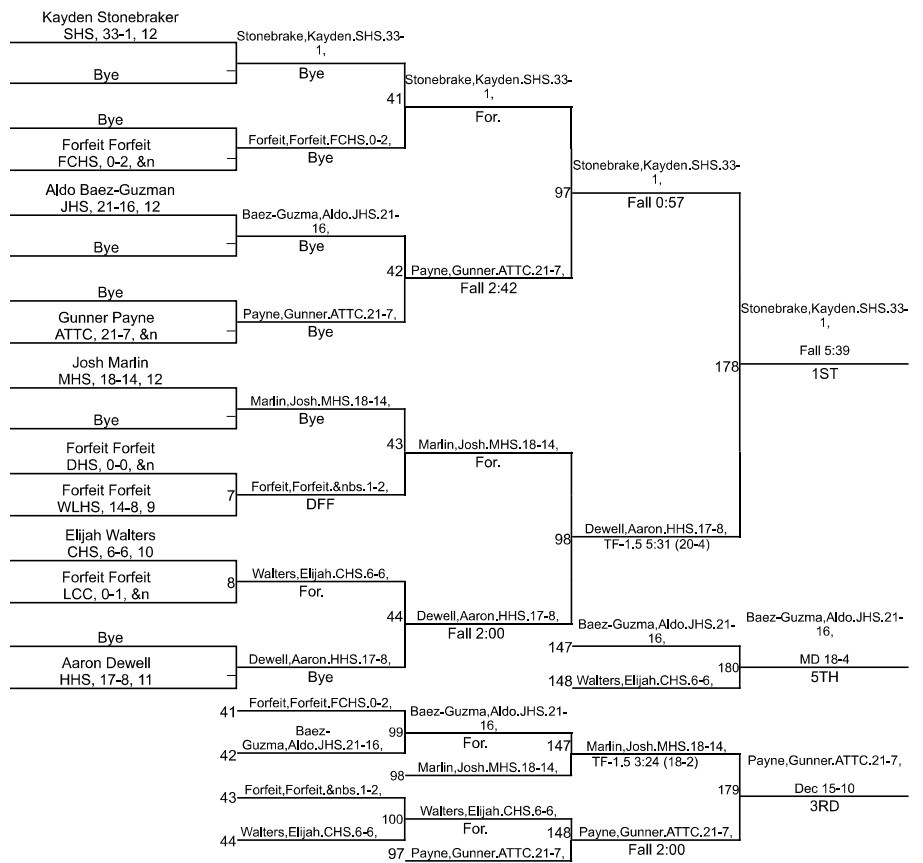 Kayden Stonebraker
SHS, 33-1, 12
Bye
Bye
Forfeit Forfeit
FCHS, 0-2, &n
Aldo Baez-Guzman
JHS, 21-16, 12
Bye
Bye
Gunner Payne
ATTC, 21-7, &n
Josh Marlin
MHS, 18-14, 12
Bye
Forfeit Forfeit
DHS, 0-0, &n
Forfeit Forfeit
WLHS, 14-8, 9
7
Elijah Walters
CHS, 6-6, 10
Forfeit Forfeit
LCC, 0-1, &n
8
Bye
Aaron Dewell
HHS, 17-8, 11
Stonebrake,Kayden.SHS.33-
1,
Bye
41
Forfeit,Forfeit.FCHS.0-2,
Bye
Baez-Guzma,Aldo.JHS.21-
16,
Bye
42
Payne,Gunner.ATTC.21-7,
Bye
Marlin,Josh.MHS.18-14,
Bye
43
Forfeit,Forfeit.&nbs.1-2,
DFF
Walters,Elijah.CHS.6-6,
For.
44
Dewell,Aaron.HHS.17-8,
Bye
Stonebrake,Kayden.SHS.33-
1,
For.
97
Payne,Gunner.ATTC.21-7,
Fall 2:42
Marlin,Josh.MHS.18-14,
For.
98
Dewell,Aaron.HHS.17-8,
Fall 2:00
Stonebrake,Kayden.SHS.33-
1,
Fall 0:57
178
Dewell,Aaron.HHS.17-8,
TF-1.5 5:31 (20-4)
Stonebrake,Kayden.SHS.33-
1,
Fall 5:39
1ST
147
Baez-Guzma,Aldo.JHS.21-
16,
148
Walters,Elijah.CHS.6-6,
180
Baez-Guzma,Aldo.JHS.21-
16,
MD 18-4
5TH
41
Forfeit,Forfeit.FCHS.0-2,
42
Baez-
Guzma,Aldo.JHS.21-16,
99
Baez-Guzma,Aldo.JHS.21-
16,
For.
98
Marlin,Josh.MHS.18-14,
147
Marlin,Josh.MHS.18-14,
TF-1.5 3:24 (18-2)
43
Forfeit,Forfeit.&nbs.1-2,
44
Walters,Elijah.CHS.6-6,
100
Walters,Elijah.CHS.6-6,
For.
97
Payne,Gunner.ATTC.21-7,
148
Payne,Gunner.ATTC.21-7,
Fall 2:00
179
Payne,Gunner.ATTC.21-7,
Dec 15-10
3RD